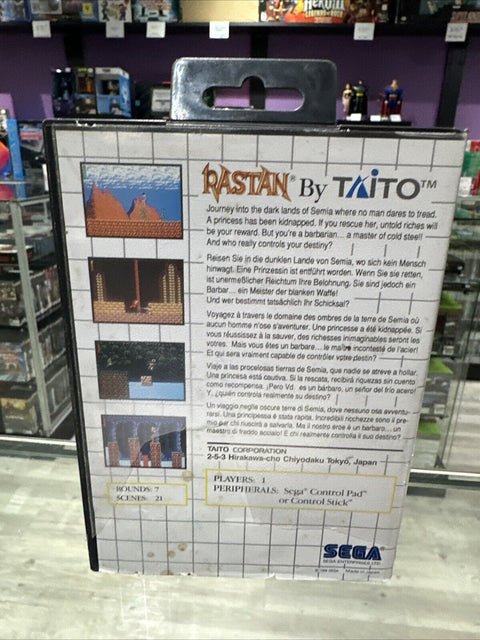 RASTAN® By TAITO™
Journey into the dark lands of Semia where no man dares to tread.
A princess has been kidnapped. If you rescue her, untold riches will
be your reward. But you're a barbarian... a master of cold steel!
And who really controls your destiny?
Reisen Sie in die dunklen Lande von Semia, wo sich kein Mensch
hinwagt. Eine Prinzessin ist entführt worden. Wenn Sie sie retten,
ist unermeßlicher Reichtum Ihre Belohnung. Sie sind jedoch ein
Barbar... ein Meister der blanken Waffe!
Und wer bestimmt tatsächlich Ihr Schicksal?
Voyagez à travers le domaine des ombres de la terre de Semia où
aucun homme n'ose s'aventurer. Une princesse a été kidnappée. Si
vous réussissez à la sauver, des richesses inimaginables seront les
votres. Mais vous êtes un barbare... le maître incontesté de l'acier!
Et qui sera vraiment capable de contrôler votre destin?
Viaje a las procelosas tierras de Semia, que nadie se atreve a hollar.
Una princesa está cautiva. Si la rescata, recibirá riquezas sin cuento
como recompensa. ¡Pero Vd. es un bárbaro, un señor del frío acero!
Y, ¿quién controla realmente su destino?
Un viaggio neglie oscure terre di Semia, dove nessuno osa avventu-
rarsi. Una principessa è stata rapita. Incredibili ricchezze sono il pre-
mio per chi riuscirà a salvarla. Ma il nostro eroe è un barbaro... un
maestro di freddo acciaio! E chi realmente controlla il suo destino?
TAITO CORPORATION
2-5-3 Hirakawa-cho Chiyodaku Tokyo, Japan
ROUNDS: 7
SCENES: 21
PLAYERS: 1
PERIPHERALS: Sega® Control Pad™
or Control Stick™
SEGA®
SEGA ENTERPRISES LTD.
Made in Japan